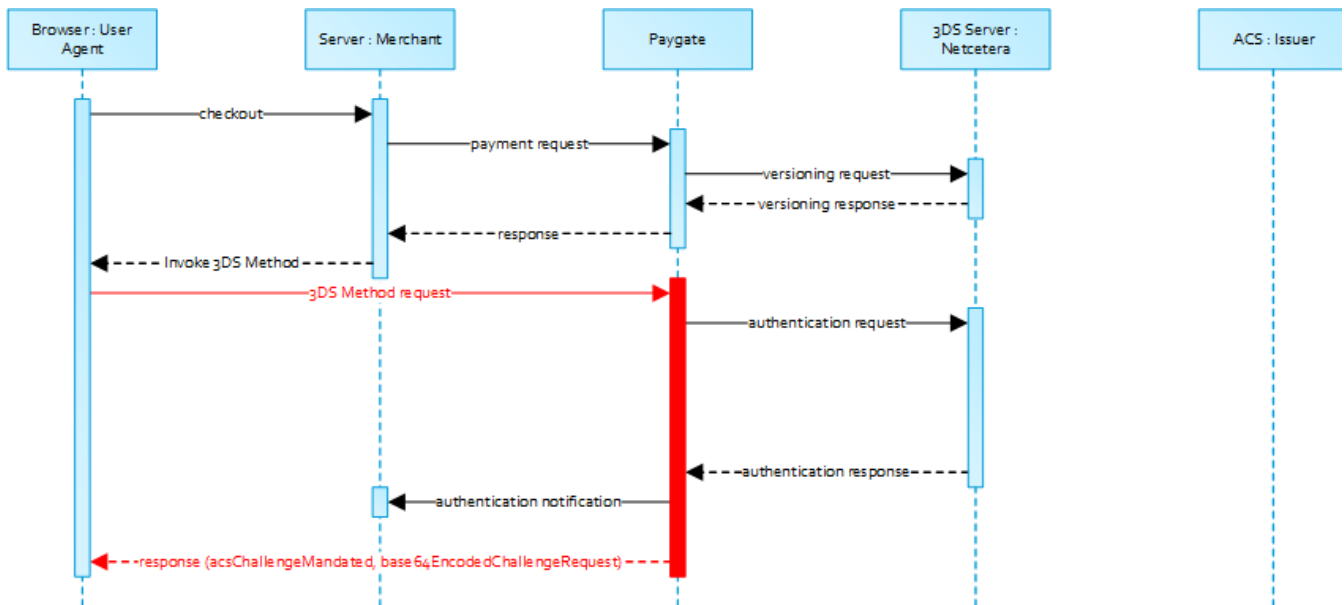 Browser : User
Agent
Server : Merchant
Paygate
3DS Server :
Netcetera
ACS : Issuer
checkout
payment request
versioning request
versioning response
response
Invoke 3DS Method
3DS Method request
authentication request
authentication response
authentication notification
response (acsChallengeMandated, base64EncodedChallengeRequest)